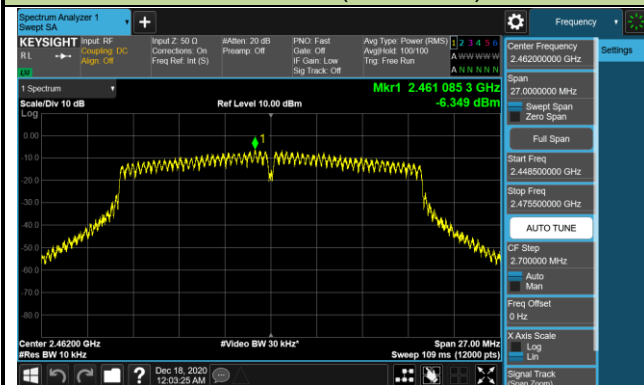 Spectrum Analyzer 1
Swept SA
Frequency
KEYSIGHT
RL
LM
Input: RF
Coupling: DC
Align: Off
Input Z: 50 Ω
Corrections: On
Freq Ref: Int (S)
#Atten: 20 dB
Preamp: Off
PNO: Fast
Gate: Off
IF Gain: Low
Sig Track: Off
Avg Type: Power (RMS)
Avg|Hold: 100/100
Trig: Free Run
1 2 3 4 5 6
A W W W W W
A N N N N N
1 Spectrum
Scale/Div 10 dB
Log
Ref Level 10.00 dBm
Mkr1 2.461 085 3 GHz
-6.349 dBm
1
0.00
-10.0
-20.0
-30.0
-40.0
-50.0
-60.0
-70.0
-80.0
Center 2.46200 GHz
#Res BW 10 kHz
#Video BW 30 kHz*
Span 27.00 MHz
Sweep 109 ms (12000 pts)
Dec 18, 2020
12:03:25 AM
?
Center Frequency
2.462000000 GHz
Settings
Span
27.0000000 MHz
Swept Span
Zero Span
Full Span
Start Freq
2.448500000 GHz
Stop Freq
2.475500000 GHz
AUTO TUNE
CF Step
2.700000 MHz
Auto
Man
Freq Offset
0 Hz
X Axis Scale
Log
Lin
Signal Track
(Span Zoom)